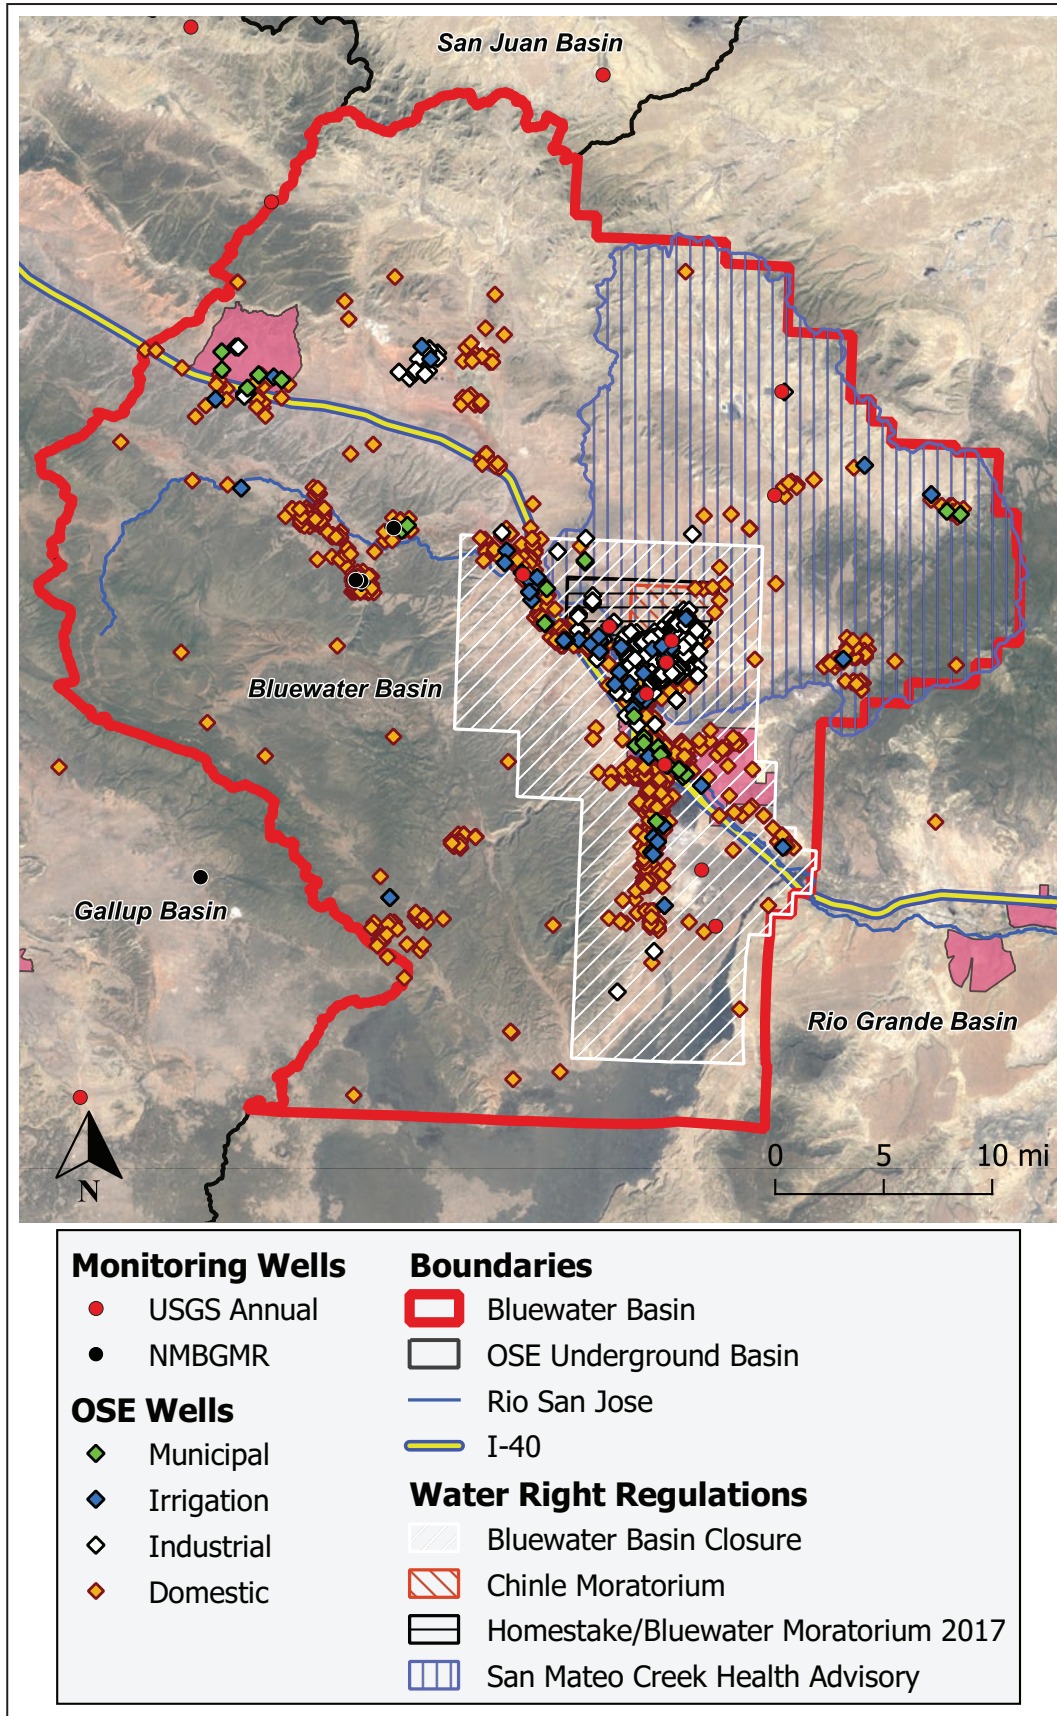 San Juan Basin
Bluewater Basin
Gallup Basin
Rio Grande Basin
N
0 5 10 mi
Monitoring Wells
USGS Annual
NMBGMR
OSE Wells
Municipal
Irrigation
Industrial
Domestic
Boundaries
Bluewater Basin
OSE Underground Basin
Rio San Jose
I-40
Water Right Regulations
Bluewater Basin Closure
Chinle Moratorium
Homestake/Bluewater Moratorium 2017
San Mateo Creek Health Advisory